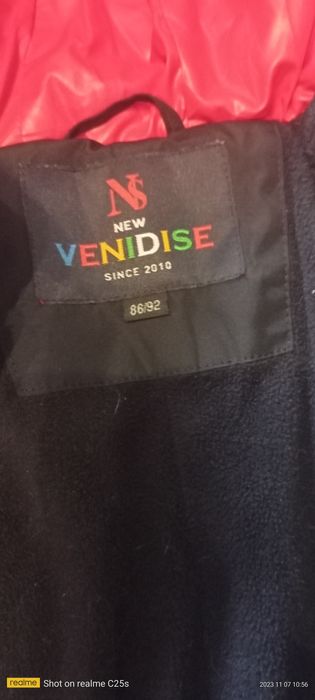 NS
NEW
VENIDISE
SINCE 2010
86/92
realme Shot on realme C25s
2023 11 07 10:56